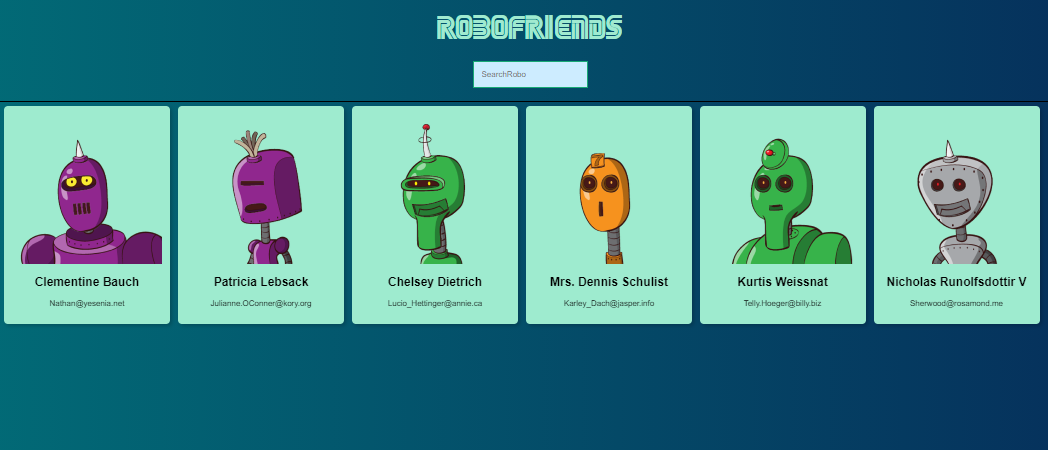 ROBOFRIENDS
SearchRobo
Clementine Bauch
Nathan@yesenia.net
Patricia Lebsack
Julianne.OConner@kory.org
Chelsey Dietrich
Lucio_Hettinger@annie.ca
Mrs. Dennis Schulist
Karley_Dach@jasper.info
Kurtis Weissnat
Telly.Hoeger@billy.biz
Nicholas Runolfsdottir V
Sherwood@rosamond.me